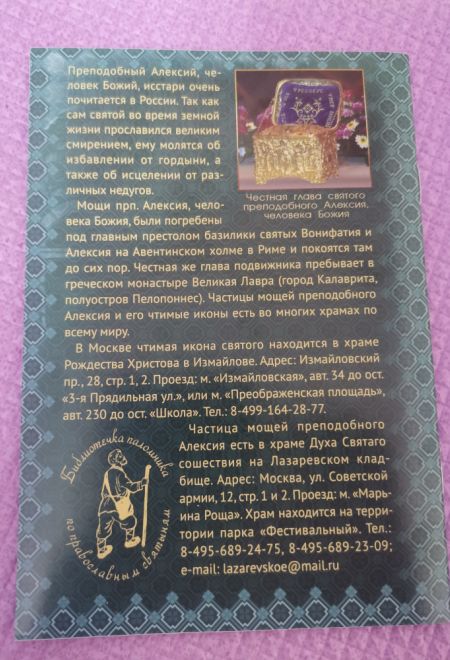 Преподобный Алексий, че-
ловек Божий, исстари очень
почитается в России. Так как
сам святой во время земной
жизни прославился великим
смирением, ему молятся об
избавлении от гордыни, а
также об исцелении от раз-
личных недугов.
Честная глава святого
преподобного Алексия,
человека Божия
Мощи прп. Алексия, чело-
века Божия, были погребены
под главным престолом базилики святых Вонифатия и
Алексия на Авентинском холме в Риме и покоятся там
до сих пор. Честная же глава подвижника пребывает в
греческом монастыре Великая Лавра (город Калаврита,
полуостров Пелопоннес). Частицы мощей преподобного
Алексия и его чтимые иконы есть во многих храмах по
всему миру.
В Москве чтимая икона святого находится в храме
Рождества Христова в Измайлове. Адрес: Измайловский
пр., 28, стр. 1, 2. Проезд: м. «Измайловская», авт. 34 до ост.
«3-я Прядильная ул.», или м. «Преображенская площадь»,
авт. 230 до ост. «Школа». Тел.: 8-499-164-28-77.
Частица мощей преподобного
Алексия есть в храме Духа Святаго
сошествия на Лазаревском клад-
бище. Адрес: Москва, ул. Советской
армии, 12, стр. 1 и 2. Проезд: м. «Марь-
ина Роща». Храм находится на терри-
тории парка «Фестивальный». Тел.:
8-495-689-24-75, 8-495-689-23-09;
e-mail: lazarevskoe@mail.ru
Библиотечка паломника
по православным святыням